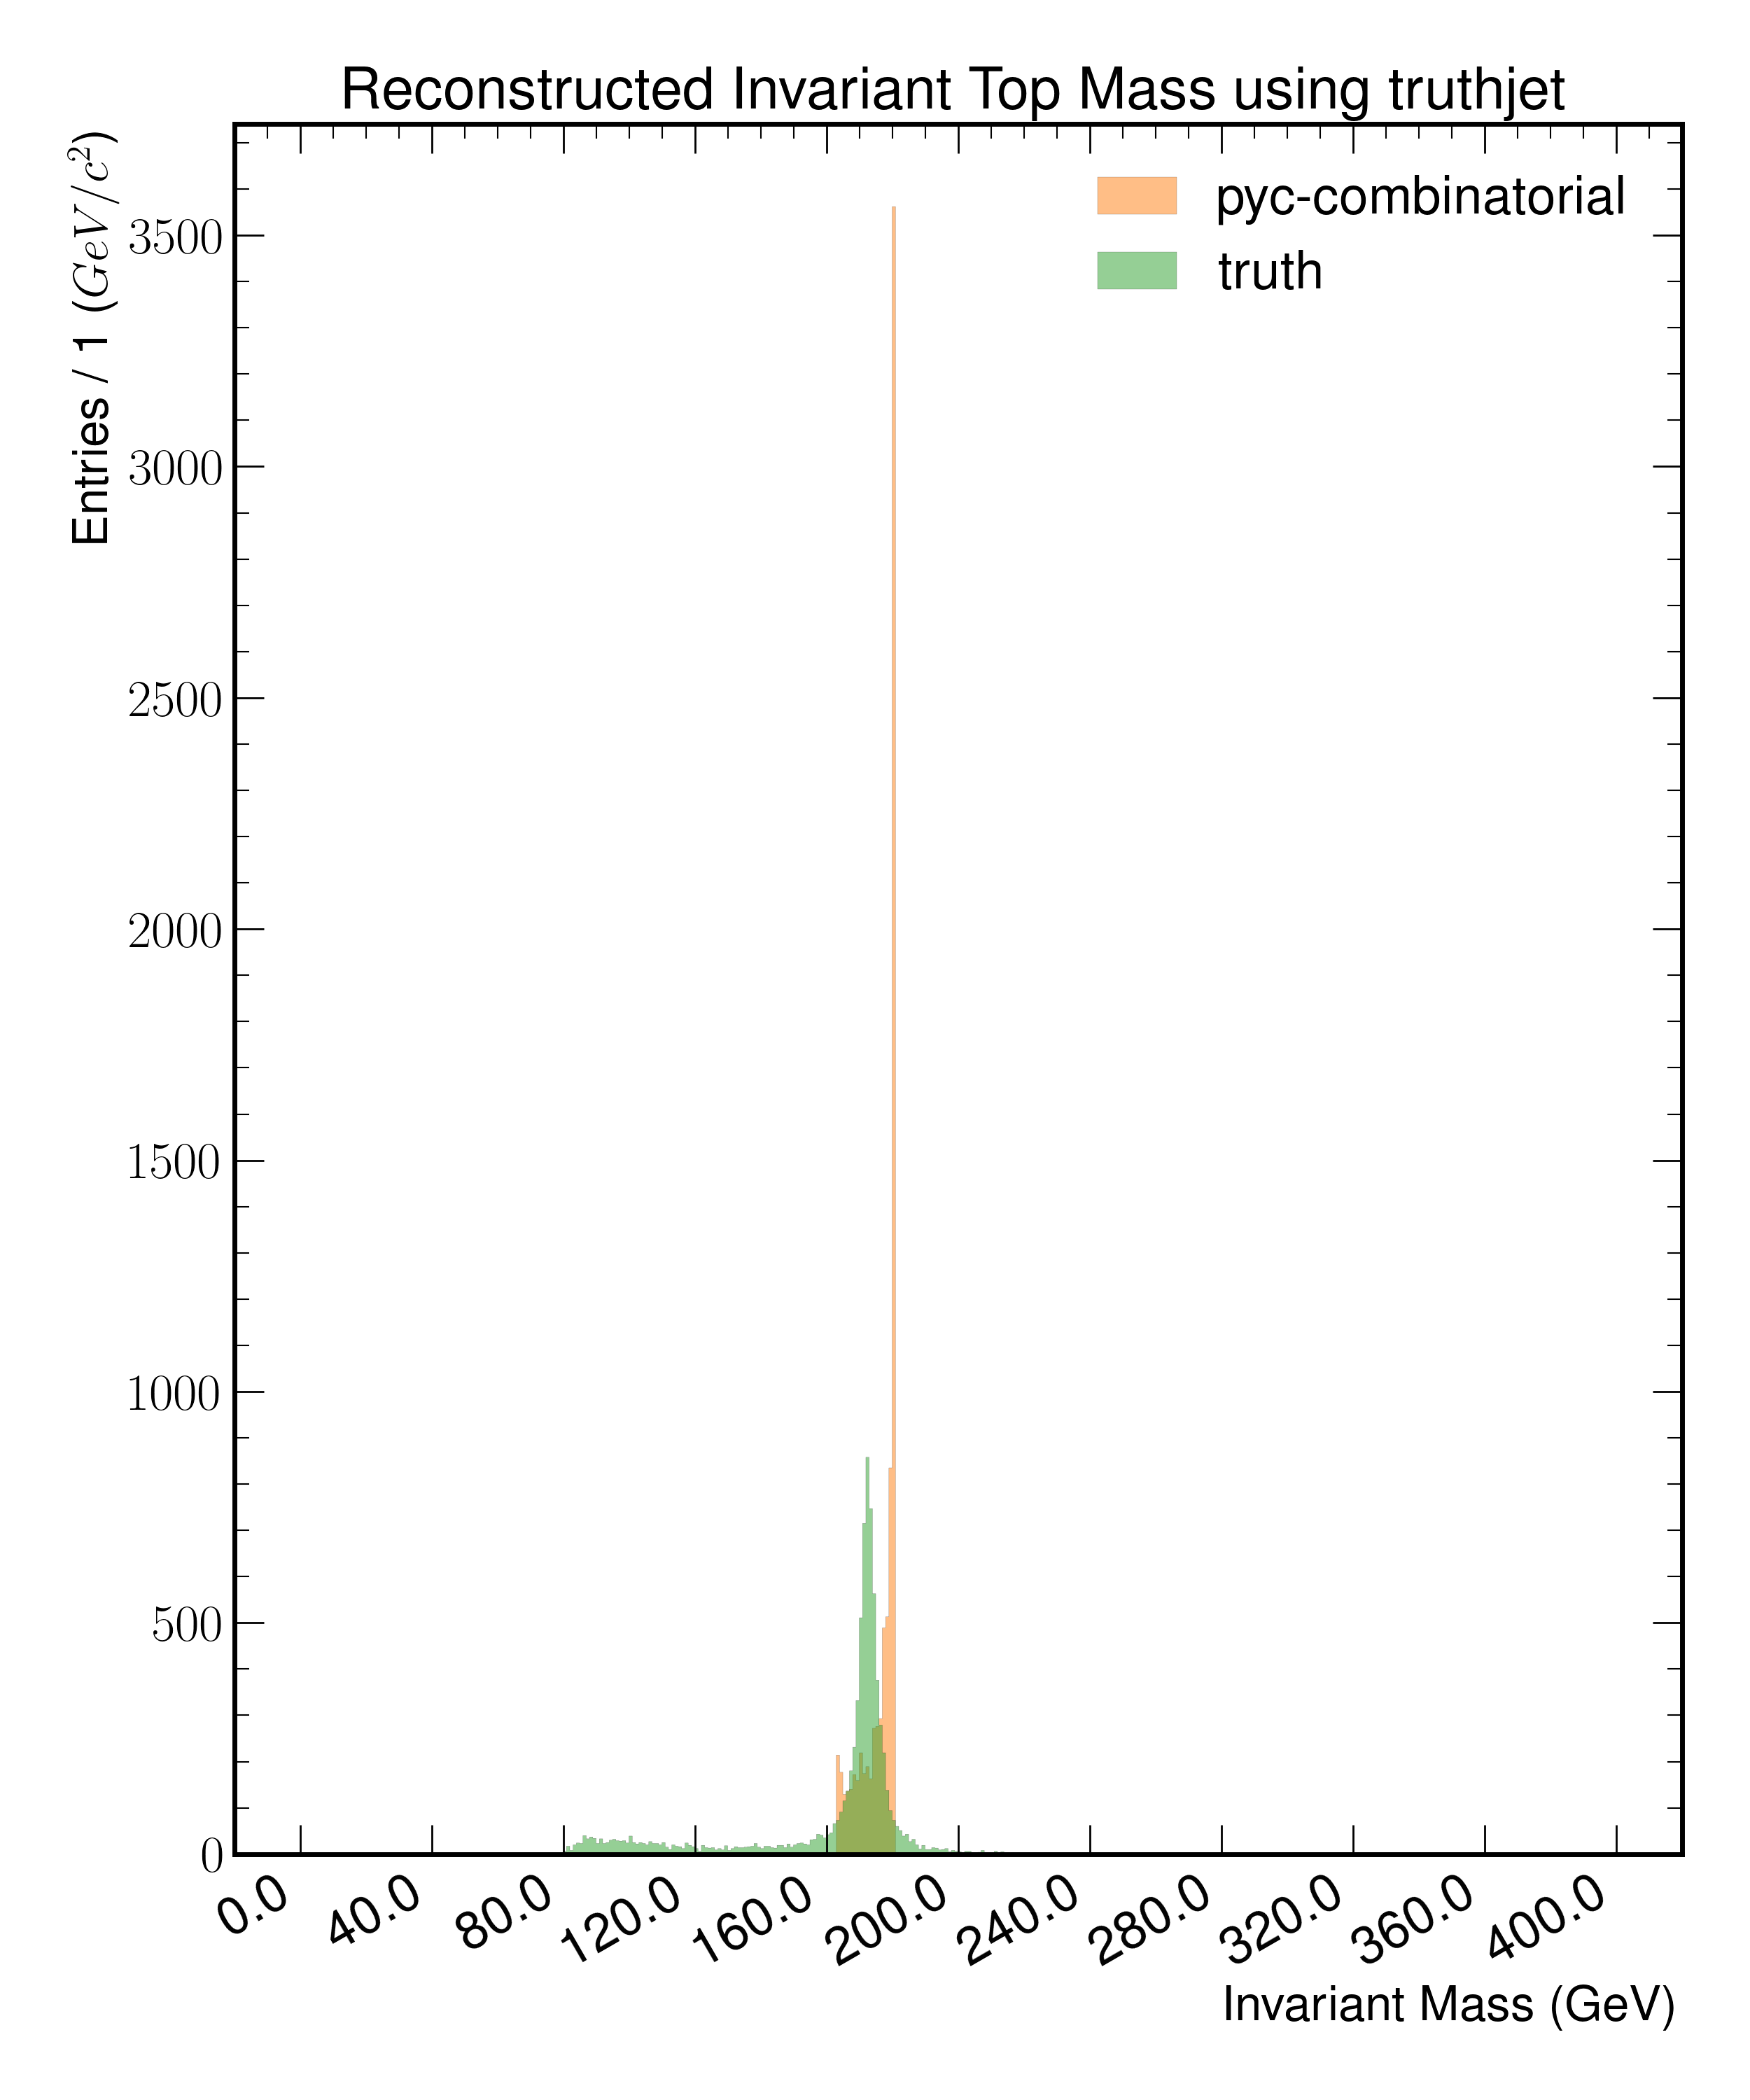 Reconstructed Invariant Top Mass using truthjet
Entries / 1 (GeV/c²)
pyc-combinatorial
truth
3500
3000
2500
2000
1500
1000
500
0
0.0 40.0 80.0 120.0 160.0 200.0 240.0 280.0 320.0 360.0 400.0
Invariant Mass (GeV)